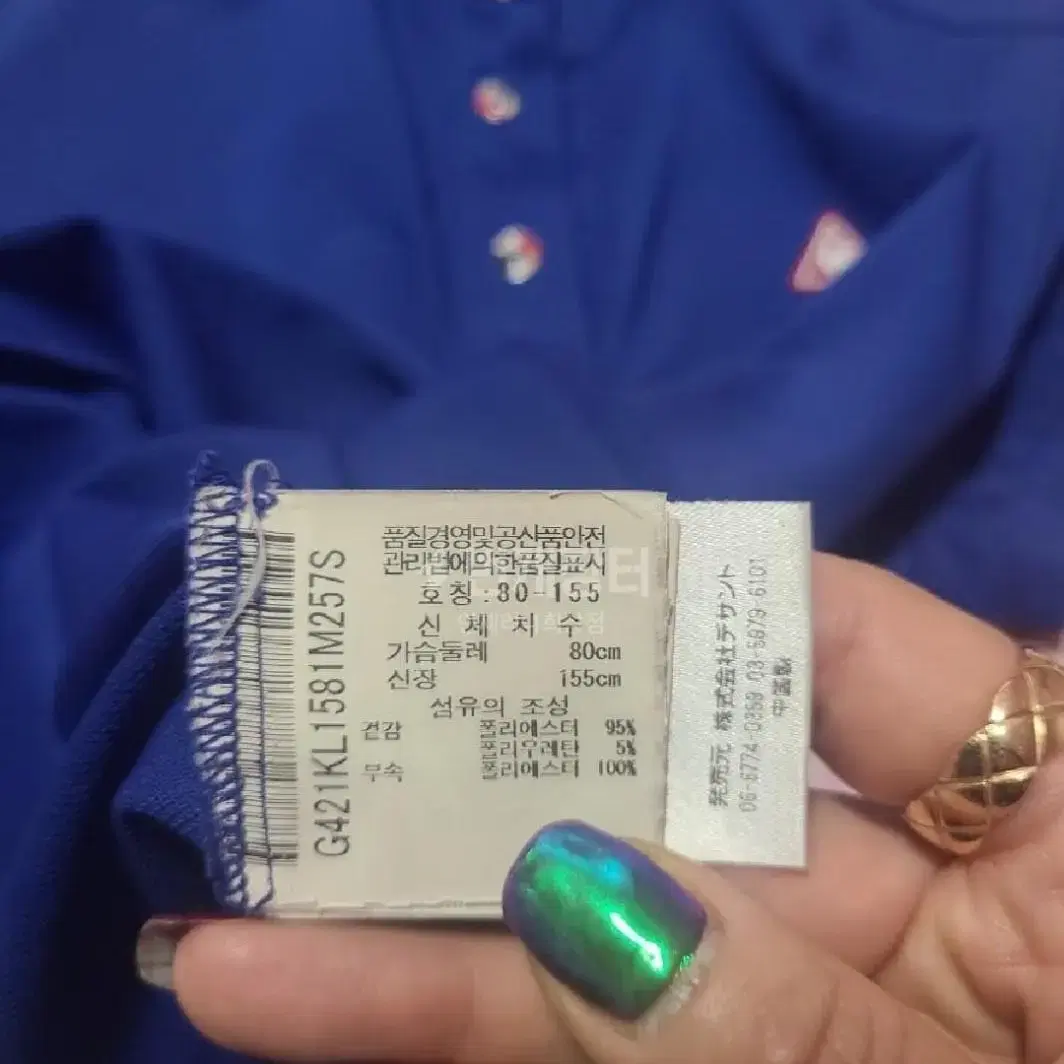 품질경영및공산품안전
관리법에의한품질표시
호칭:80-155
신 체 치 수
가슴둘레 80cm
신장 155cm
섬유의 조성
겉감 폴리에스터 95%
폴리우레탄 5%
부속 폴리에스터 100%
G421KL1581M257S
発売元 株式会社デサント
06-6774-0369 03-5979-6101
中国製